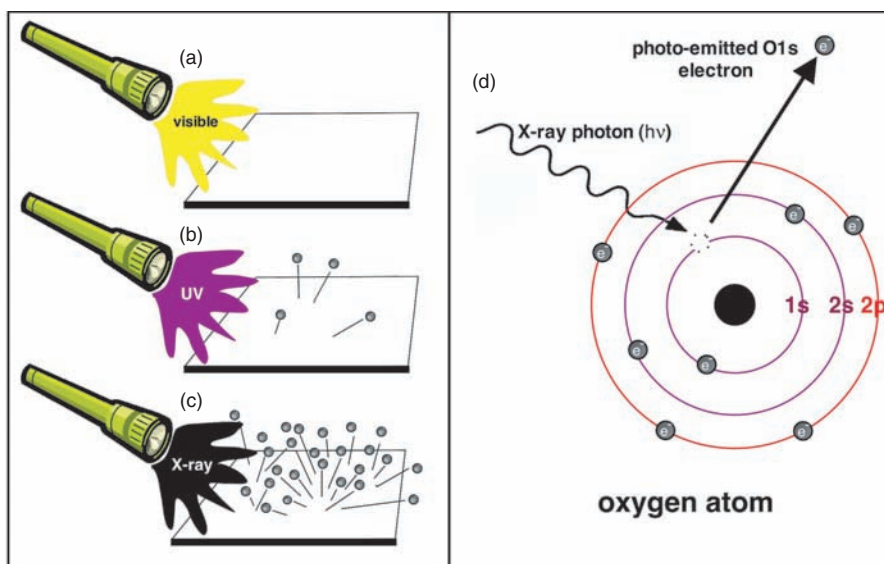 (a)
visible
(b)
UV
(c)
X-ray
photo-emitted O1s
electron
e⁻
(d)
X-ray photon (hν)
e⁻
e⁻
e⁻
1s 2s 2p
e⁻
e⁻
e⁻
e⁻
oxygen atom